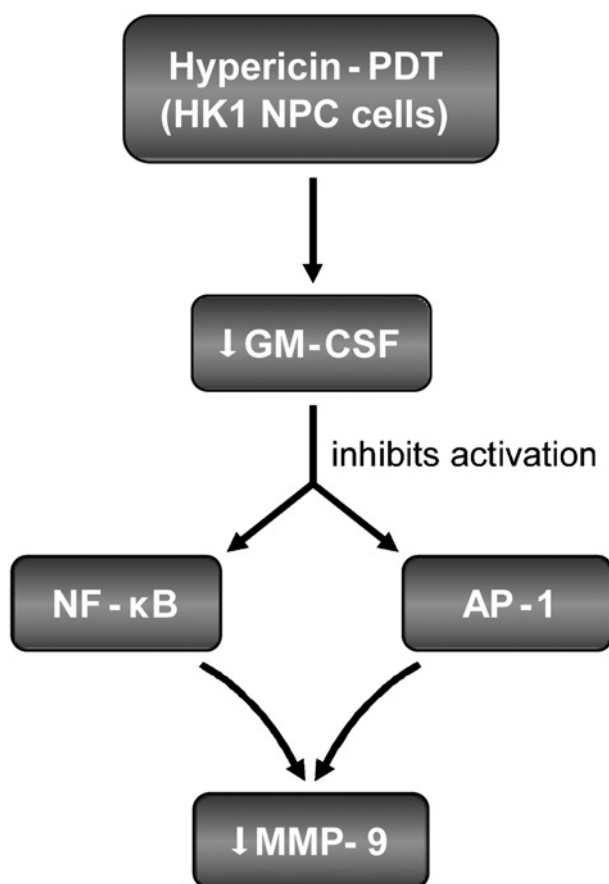 Hypericin-PDT
(HK1 NPC cells)
↓GM-CSF
inhibits activation
NF-κB
AP-1
↓MMP-9